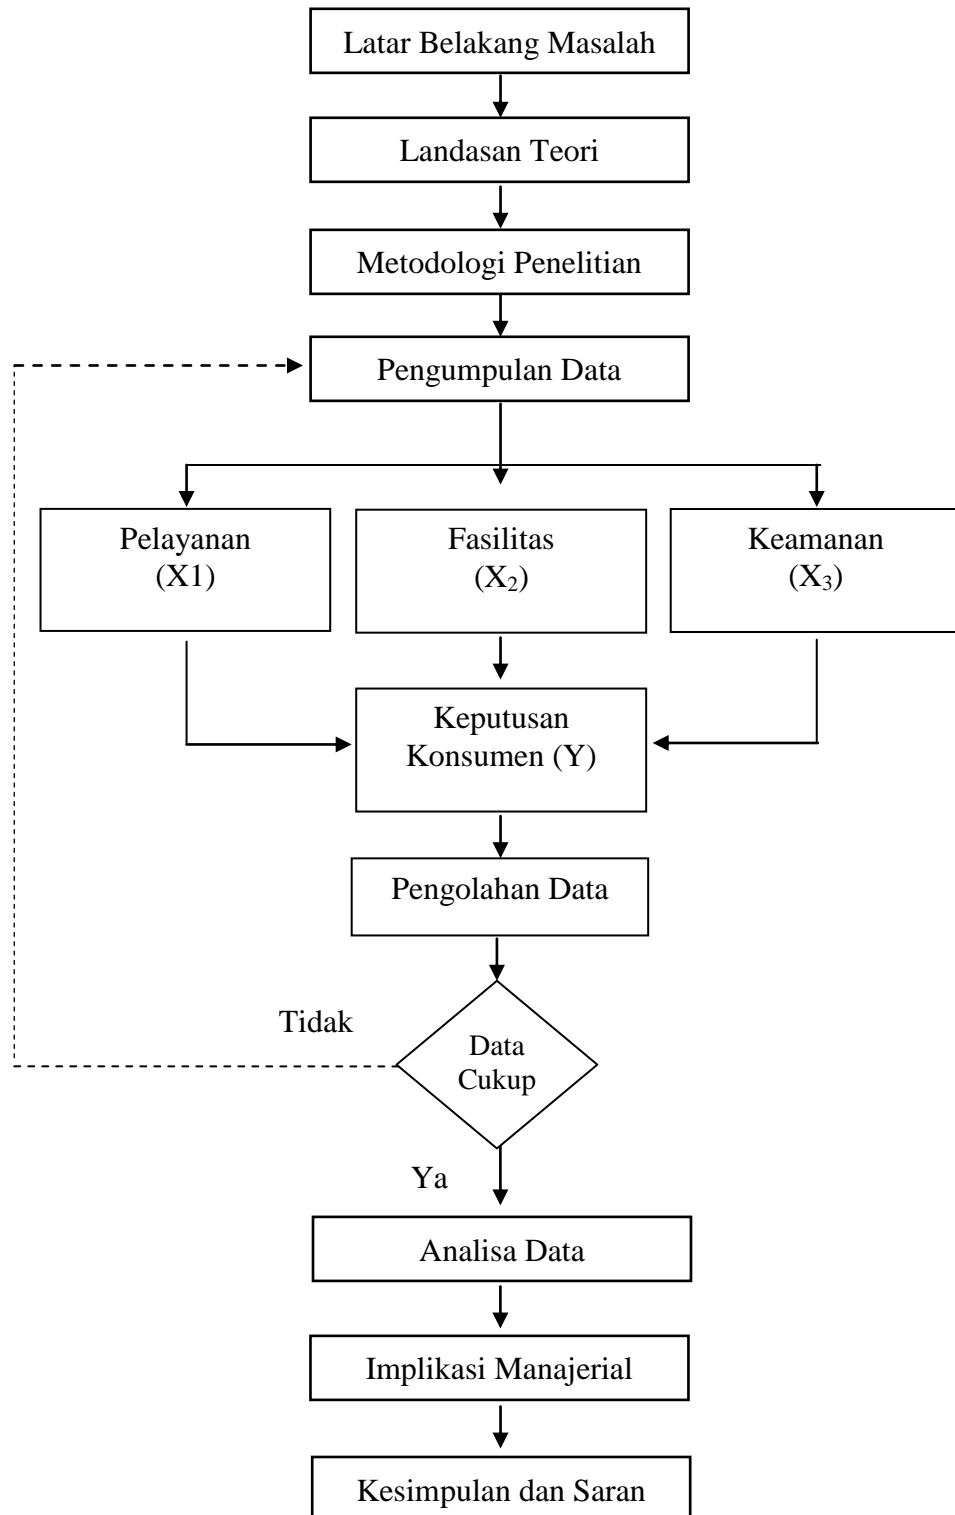 Latar Belakang Masalah
Landasan Teori
Metodologi Penelitian
Pengumpulan Data
Pelayanan
(X1)
Fasilitas
(X₂)
Keamanan
(X₃)
Keputusan
Konsumen (Y)
Pengolahan Data
Tidak
Data
Cukup
Ya
Analisa Data
Implikasi Manajerial
Kesimpulan dan Saran